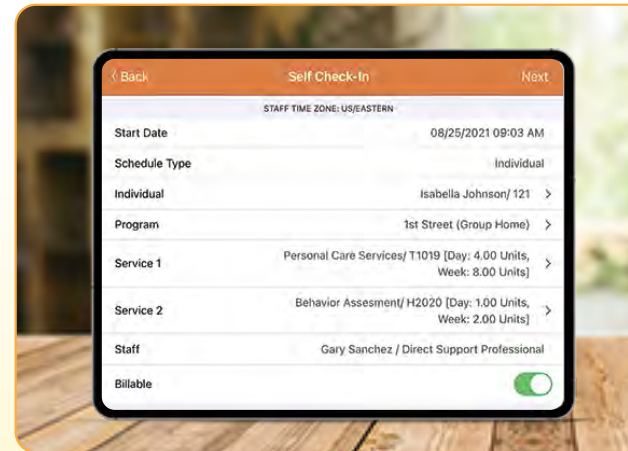 Back Self Check-In Next
STAFF TIME ZONE: US/EASTERN
Start Date 08/25/2021 09:03 AM
Schedule Type Individual
Individual Isabella Johnson/ 121
Program 1st Street (Group Home)
Service 1 Personal Care Services/ T1019 [Day: 4.00 Units,
Week: 8.00 Units]
Service 2 Behavior Assesment/ H2020 [Day: 1.00 Units,
Week: 2.00 Units]
Staff Gary Sanchez / Direct Support Professional
Billable